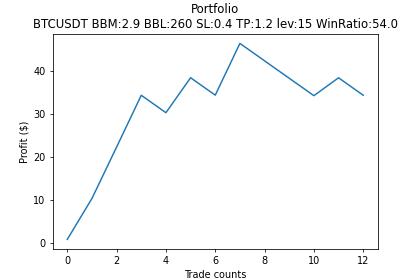 Portfolio
BTCUSDT BBM:2.9 BBL:260 SL:0.4 TP:1.2 lev:15 WinRatio:54.0
Profit ($)
40
30
20
10
0
0 2 4 6 8 10 12
Trade counts